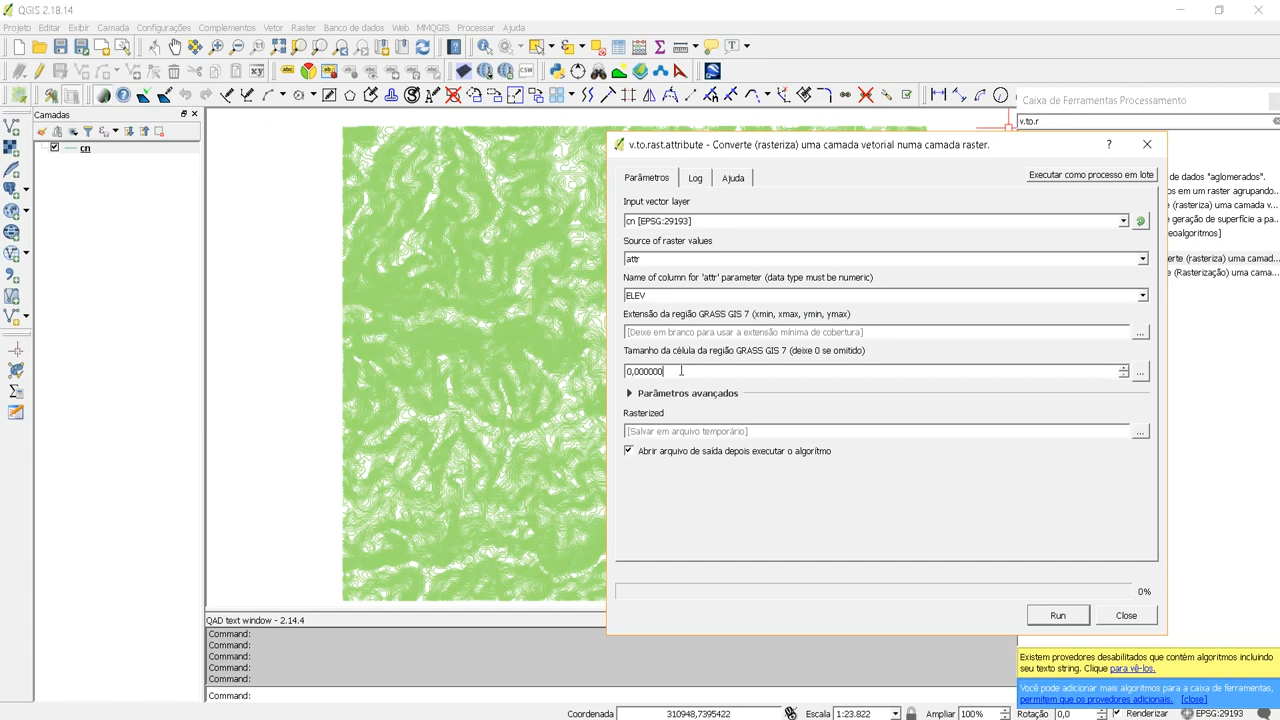 QGIS 2.18.14
Projeto Editar Exibir Camada Configurações Complementos Vetor Raster Banco de dados Web MMQGIS Processar Ajuda
CSW
Camadas
cn
Caixa de Ferramentas Processamento
v.to.r
de dados "aglomerados".
os em um raster agrupando...
(rasteriza) uma camada v...
geração de superfície a pa...
eoalgoritmos]
erte (rasteriza) uma camad...
(Rasterização) uma cama...
v.to.rast.attribute - Converte (rasteriza) uma camada vetorial numa camada raster.
Parâmetros Log Ajuda
Executar como processo em lote
Input vector layer
cn [EPSG:29193]
Source of raster values
attr
Name of column for 'attr' parameter (data type must be numeric)
ELEV
Extensão da região GRASS GIS 7 (xmin, xmax, ymin, ymax)
[Deixe em branco para usar a extensão mínima de cobertura]
...
Tamanho da célula da região GRASS GIS 7 (deixe 0 se omitido)
0,000000
...
Parâmetros avançados
Rasterized
[Salvar em arquivo temporário]
...
Abrir arquivo de saída depois executar o algorítmo
0%
Run Close
QAD text window - 2.14.4
Command:
Command:
Command:
Command:
Command:
Command:
Existem provedores desabilitados que contém algoritmos incluindo
seu texto string. Clique para vê-los.
Você pode adicionar mais algoritmos para a caixa de ferramentas,
permitem que os provedores adicionais. [close]
Coordenada 310948,7395422 Escala 1:23.822 Ampliar 100% Rotação 0,0 Renderizar EPSG:29193